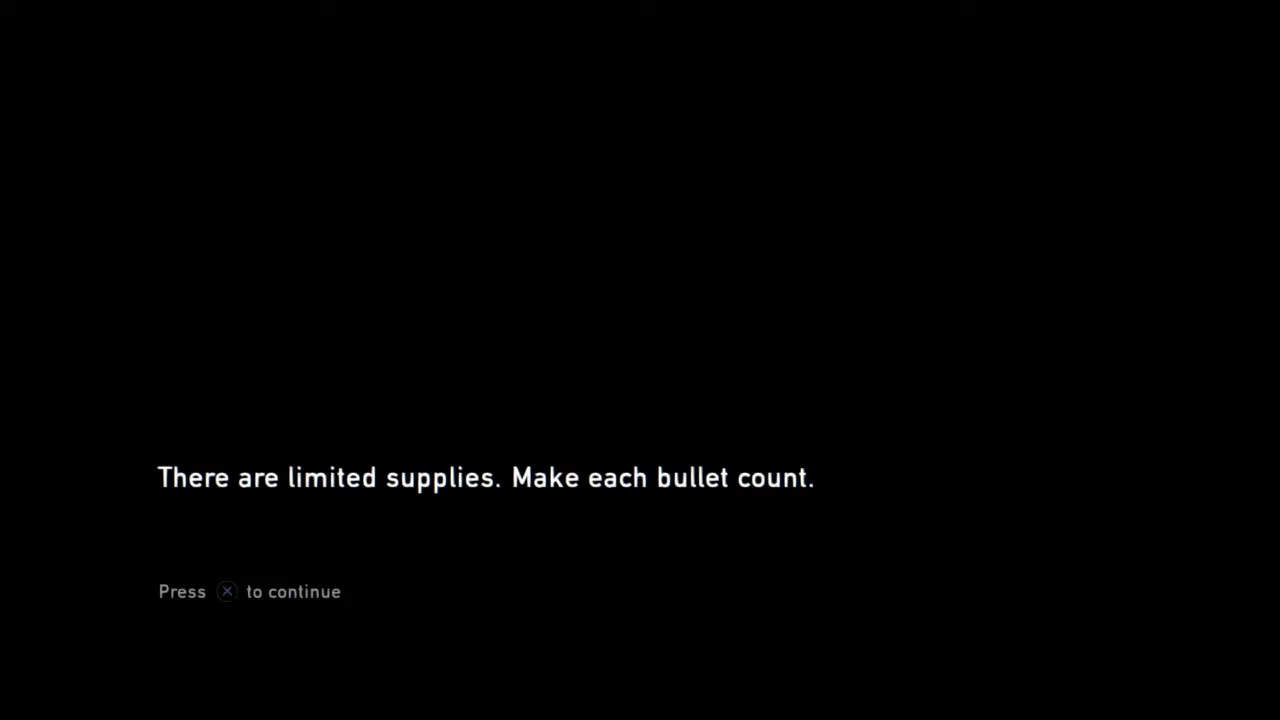 There are limited supplies. Make each bullet count.
Press ⓧ to continue